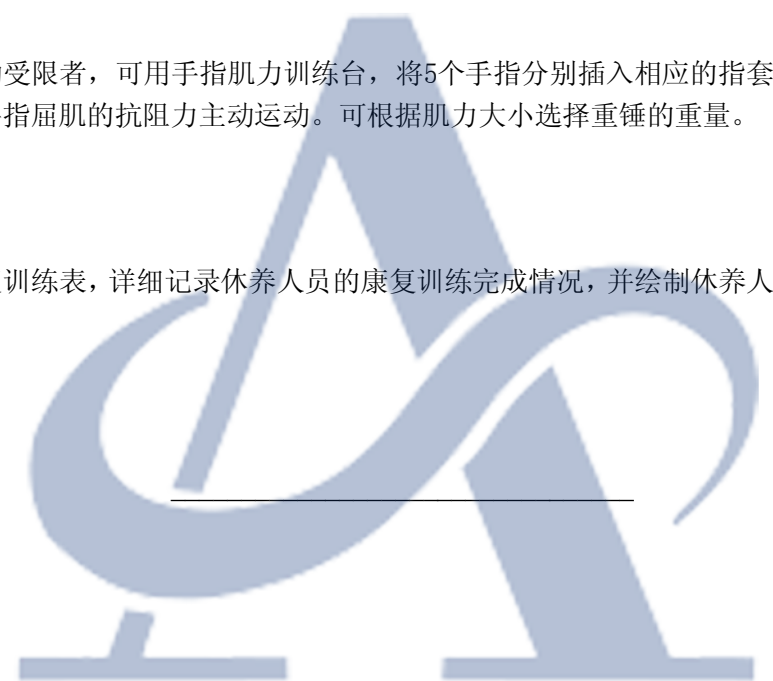 受限者，可用手指肌力训练台，将5个手指分别插入相应的指套
指屈肌的抗阻力主动运动。可根据肌力大小选择重锤的重量。
训练表，详细记录休养人员的康复训练完成情况，并绘制休养人